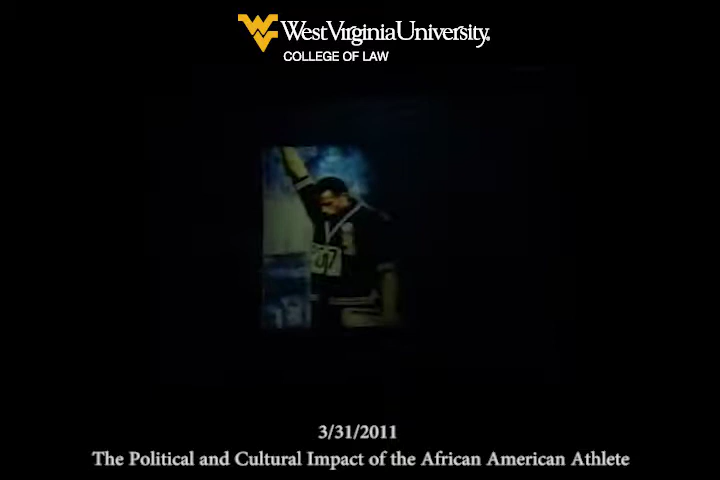 WestVirginiaUniversity.
COLLEGE OF LAW
3/31/2011
The Political and Cultural Impact of the African American Athlete